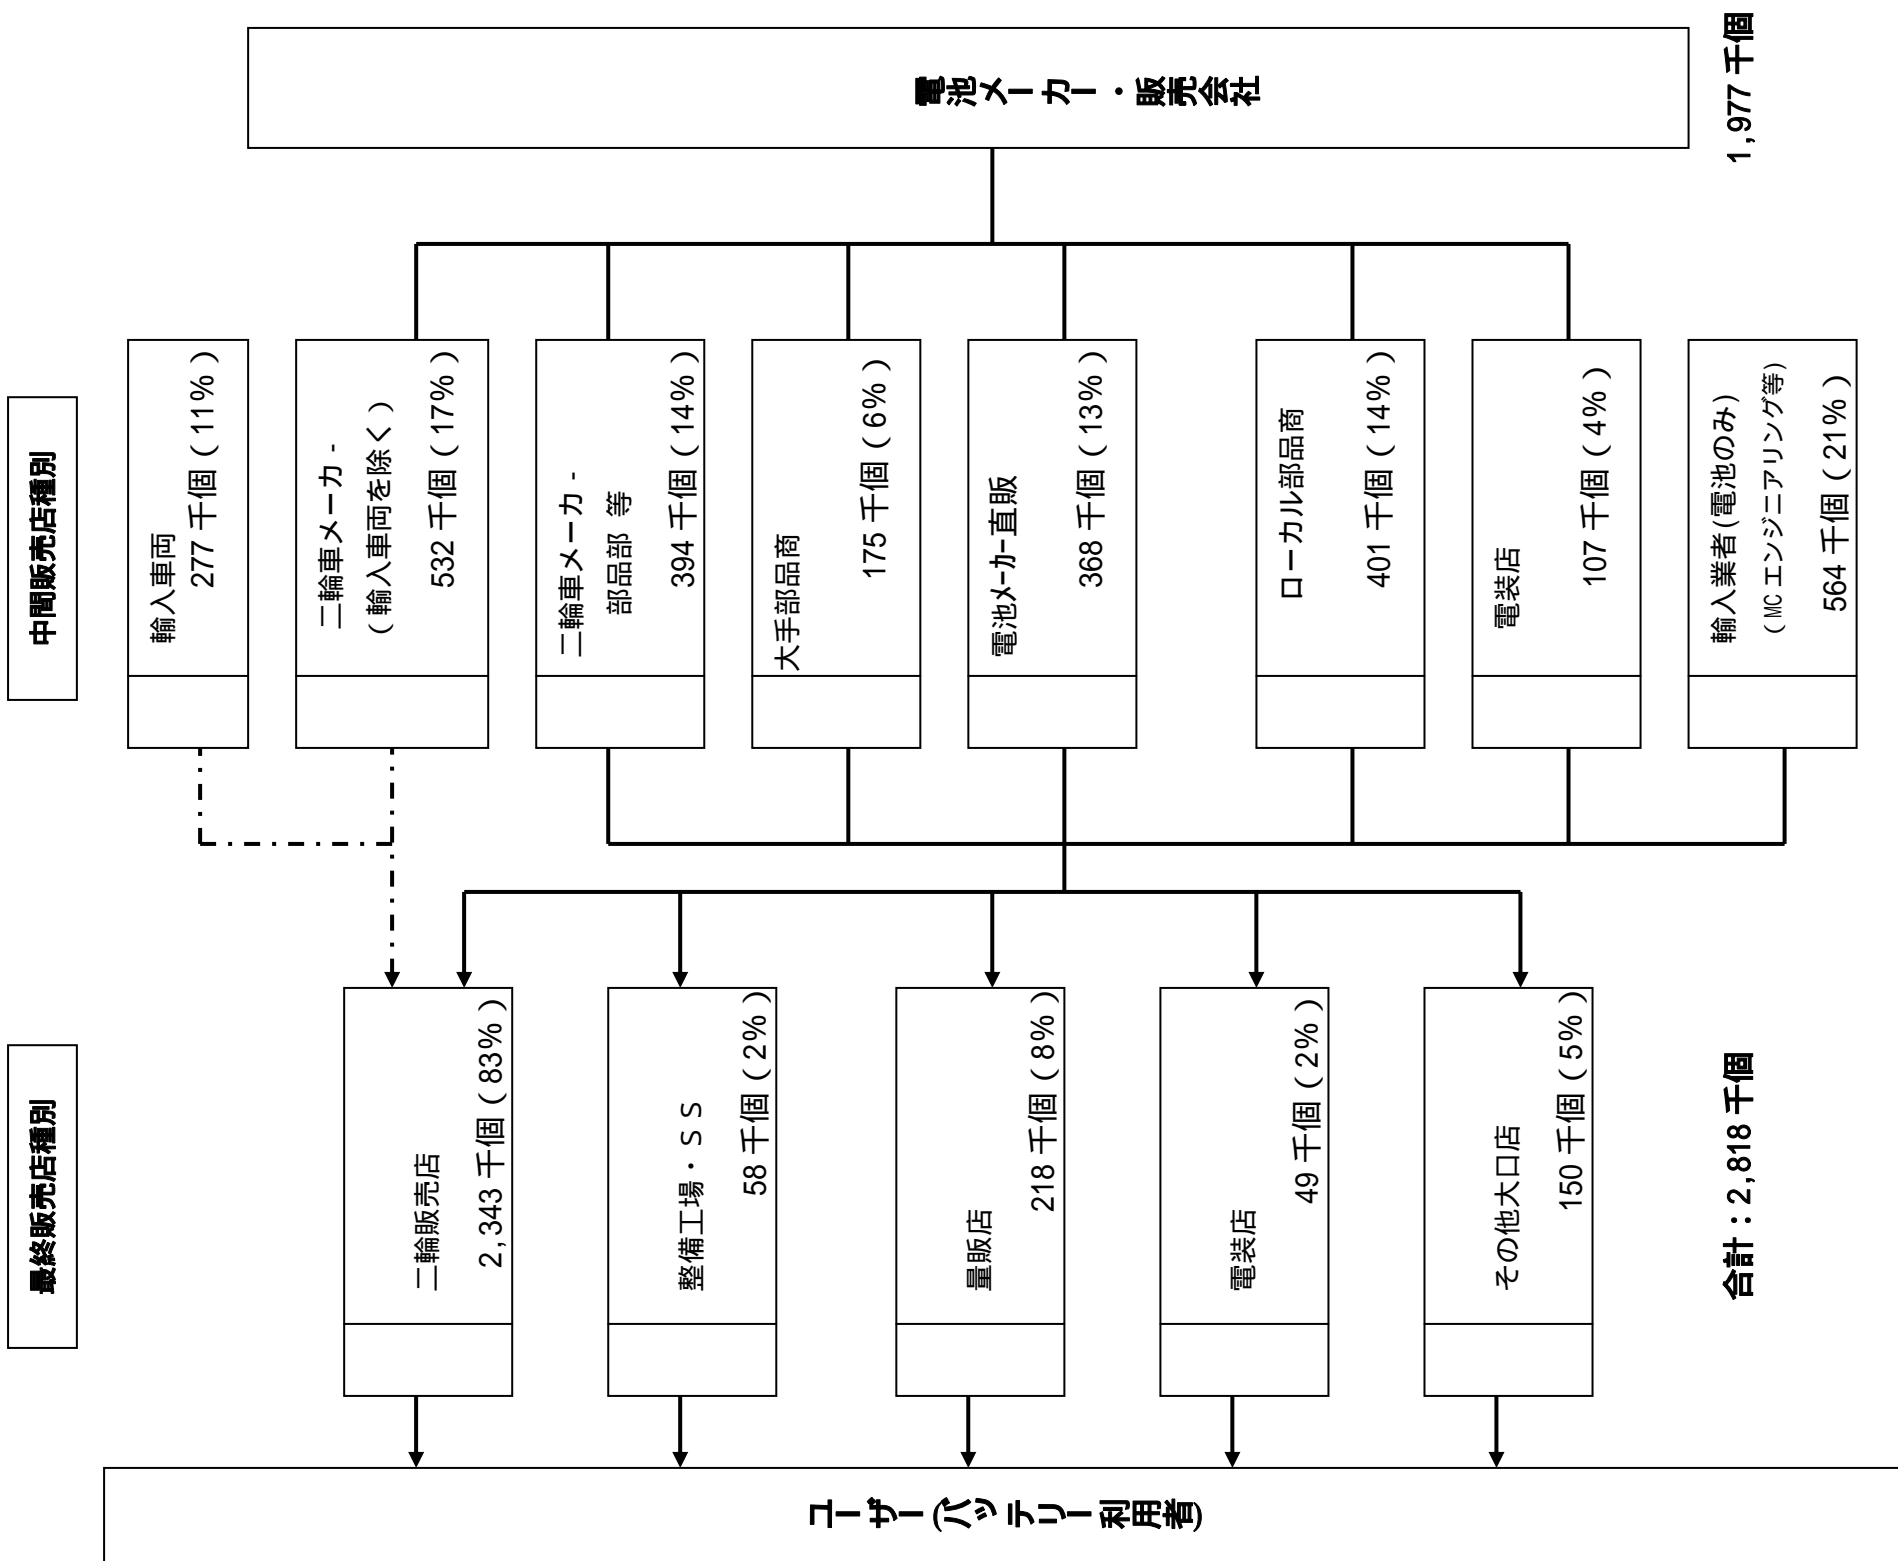 電池メーカー・販売会社
1,977 千個
中間販売店種別
輸入車両
277 千個（11%）
二輪車メーカ-
（輸入車両を除く）
532 千個（17%）
二輪車メーカ-
部品部 等
394 千個（14%）
大手部品商
175 千個（6%）
電池メーカー直販
368 千個（13%）
ローカル部品商
401 千個（14%）
電装店
107 千個（4%）
輸入業者（電池のみ）
（MCエンジニアリング等）
564 千個（21%）
最終販売店種別
二輪販売店
2,343 千個（83%）
整備工場・ＳＳ
58 千個（2%）
量販店
218 千個（8%）
電装店
49 千個（2%）
その他大口店
150 千個（5%）
合計：2,818 千個
ユーザー(バッテリー利用者)